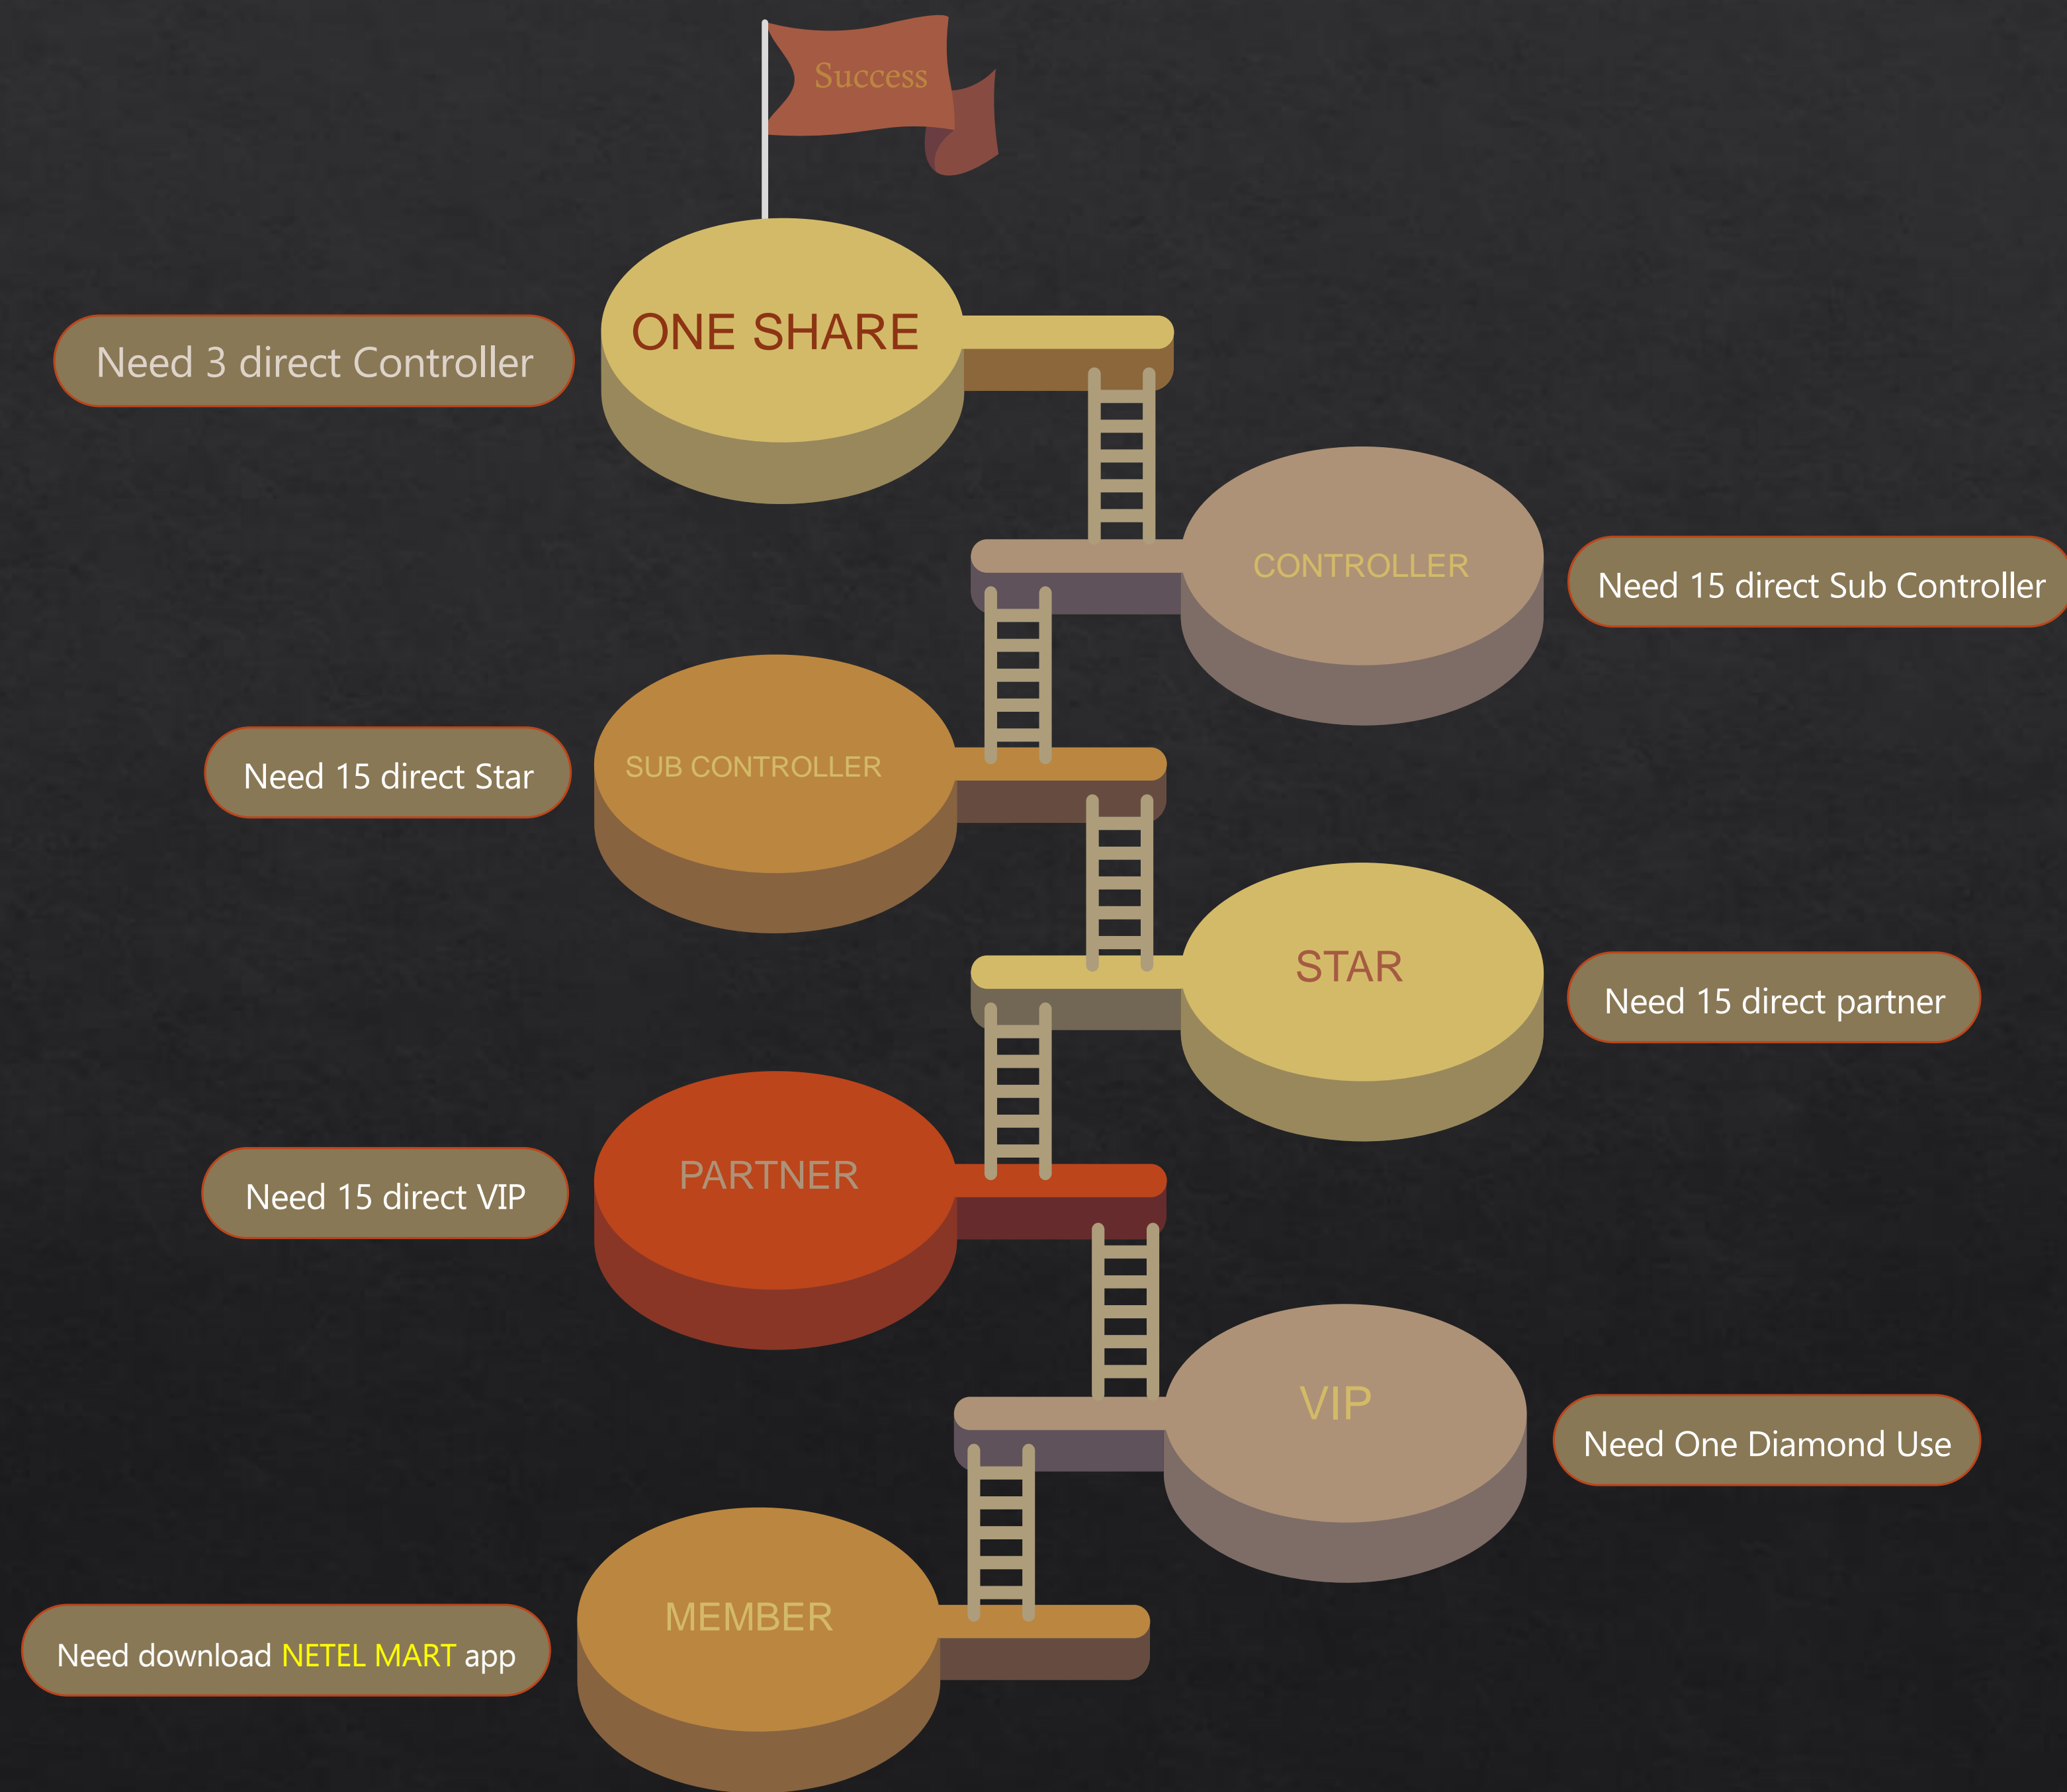 Success
ONE SHARE
Need 3 direct Controller
CONTROLLER
Need 15 direct Sub Controller
SUB CONTROLLER
Need 15 direct Star
STAR
Need 15 direct partner
PARTNER
Need 15 direct VIP
VIP
Need One Diamond Use
MEMBER
Need download NETEL MART app